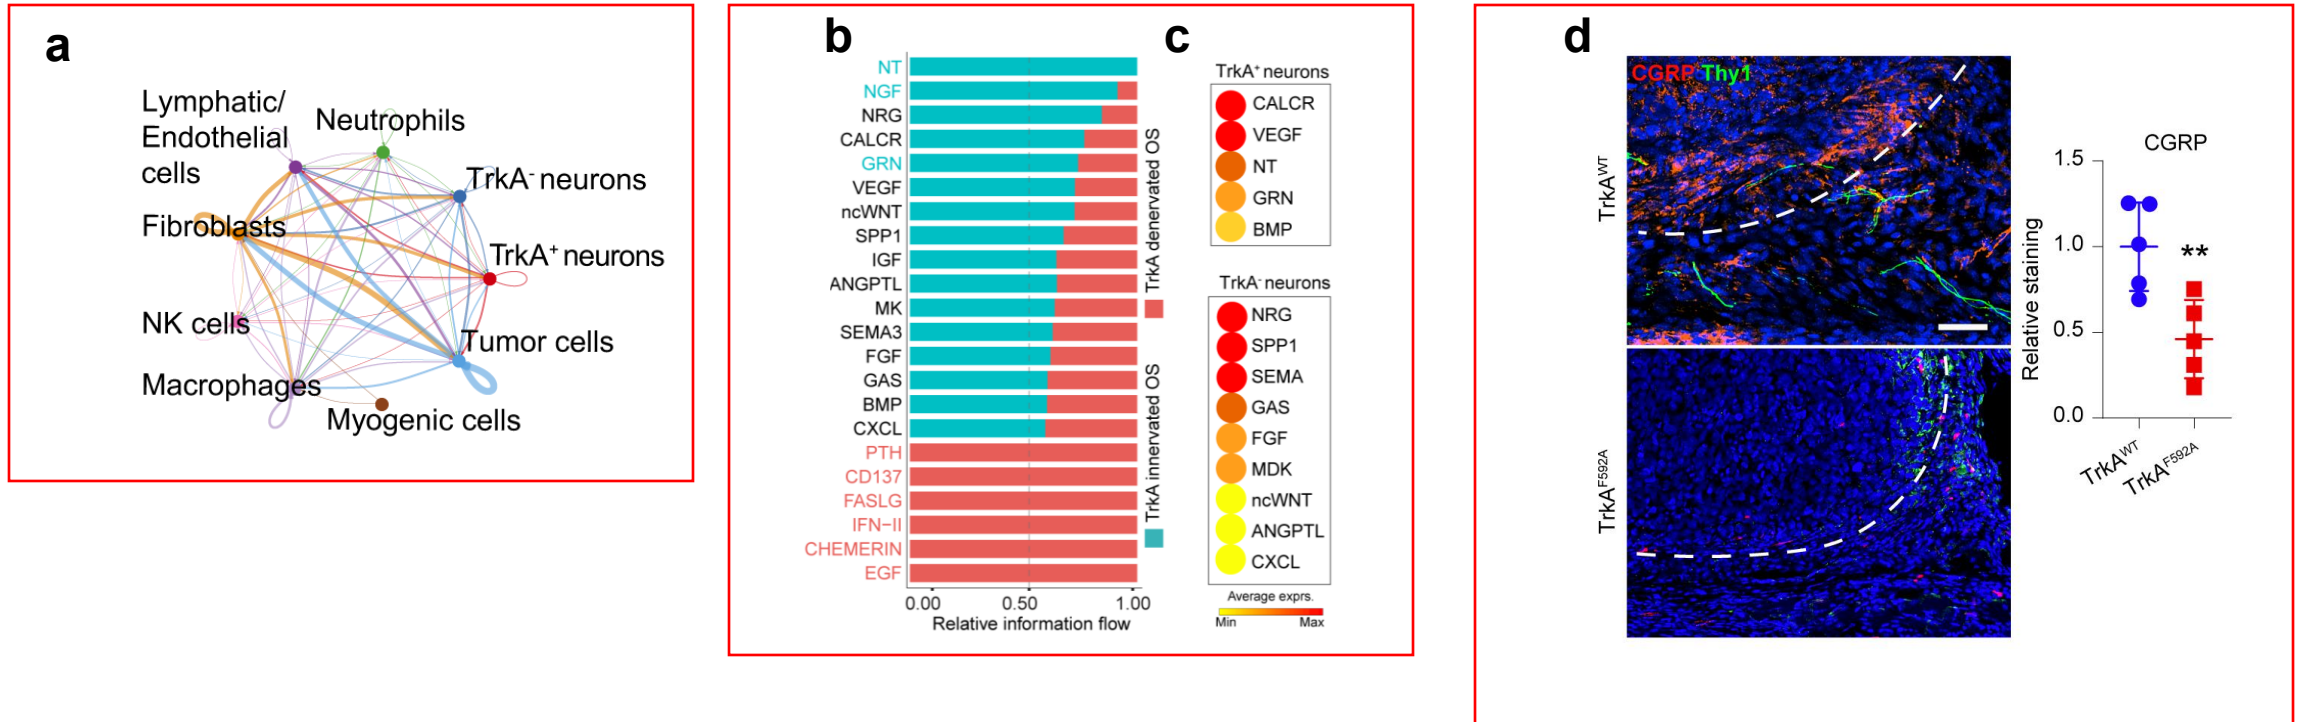 a
Lymphatic/
Endothelial
cells
Neutrophils
TrkA- neurons
Fibroblasts
TrkA+ neurons
NK cells
Tumor cells
Macrophages
Myogenic cells
b
NT
NGF
NRG
CALCR
GRN
VEGF
ncWNT
SPP1
IGF
ANGPTL
MK
SEMA3
FGF
GAS
BMP
CXCL
PTH
CD137
FASLG
IFN−II
CHEMERIN
EGF
0.00 0.50 1.00
Relative information flow
TrkA denervated OS
TrkA innervated OS
c
TrkA+ neurons
CALCR
VEGF
NT
GRN
BMP
TrkA- neurons
NRG
SPP1
SEMA
GAS
FGF
MDK
ncWNT
ANGPTL
CXCL
Average exprs.
Min Max
d
CGRP Thy1
TrkAWT
TrkAF592A
CGRP
Relative staining
1.5
1.0
0.5
0.0
**
TrkAWT
TrkAF592A